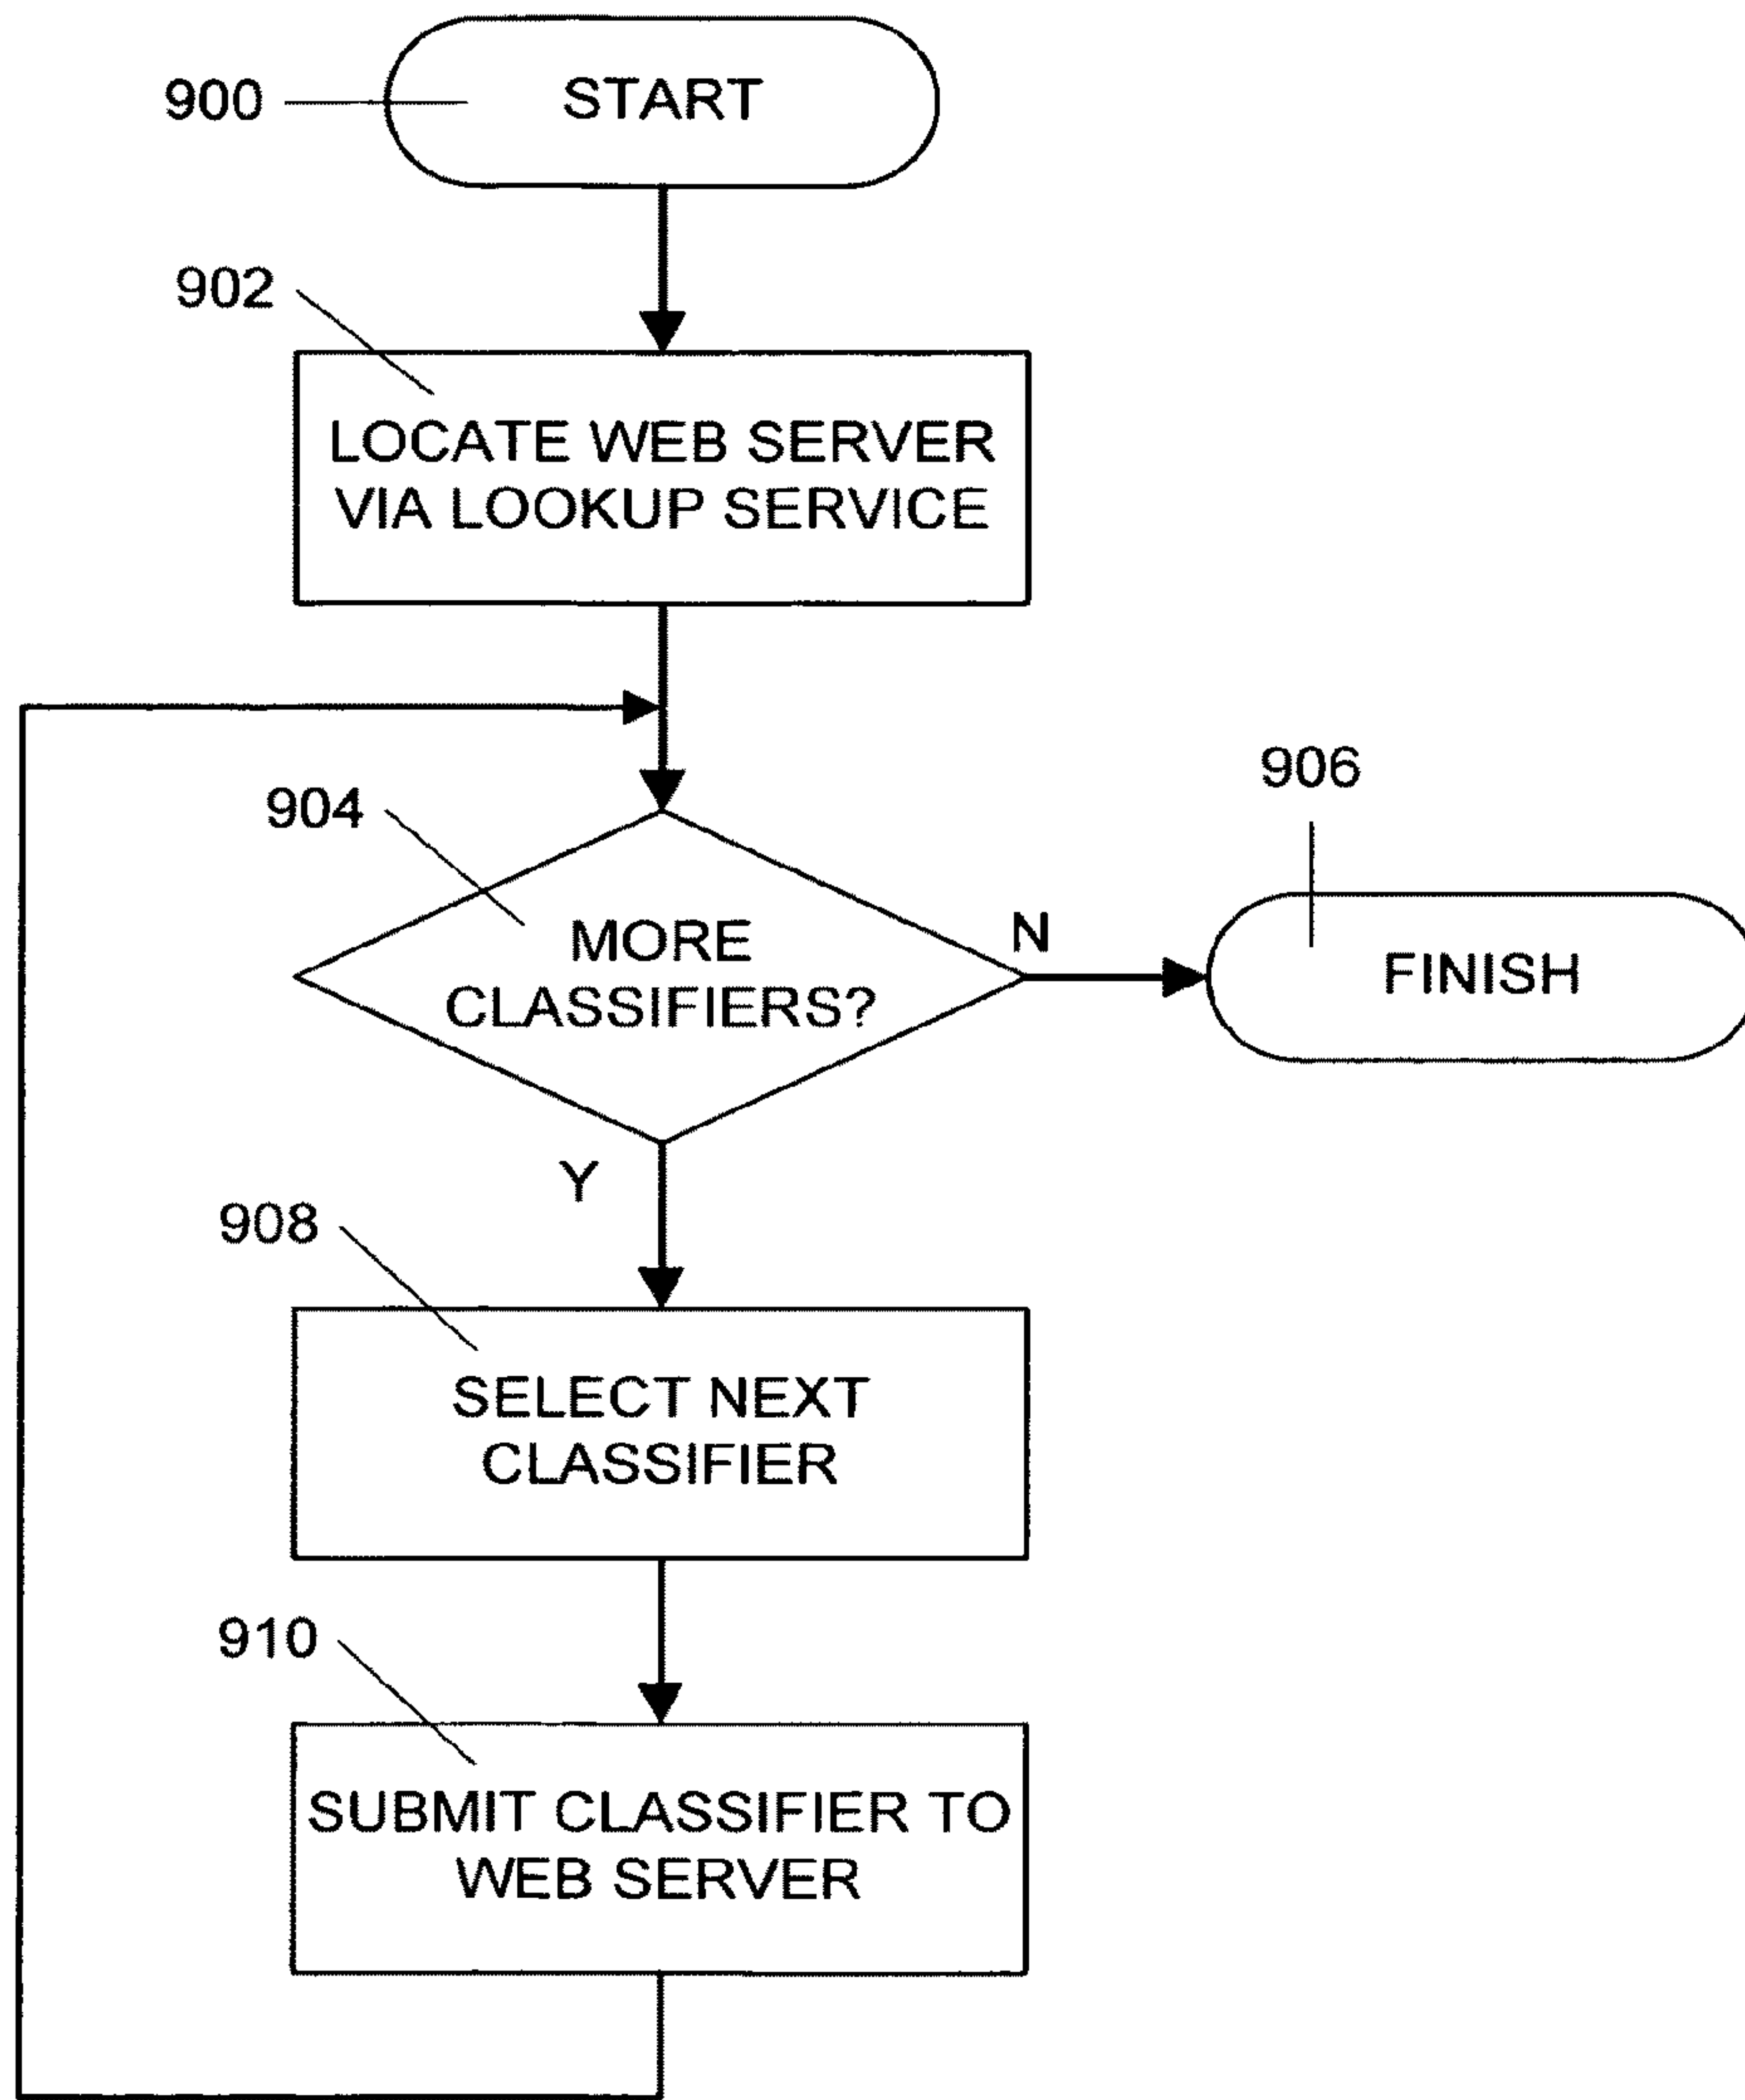 900
START
902
LOCATE WEB SERVER
VIA LOOKUP SERVICE
904
MORE
CLASSIFIERS?
N
906
FINISH
Y
908
SELECT NEXT
CLASSIFIER
910
SUBMIT CLASSIFIER TO
WEB SERVER